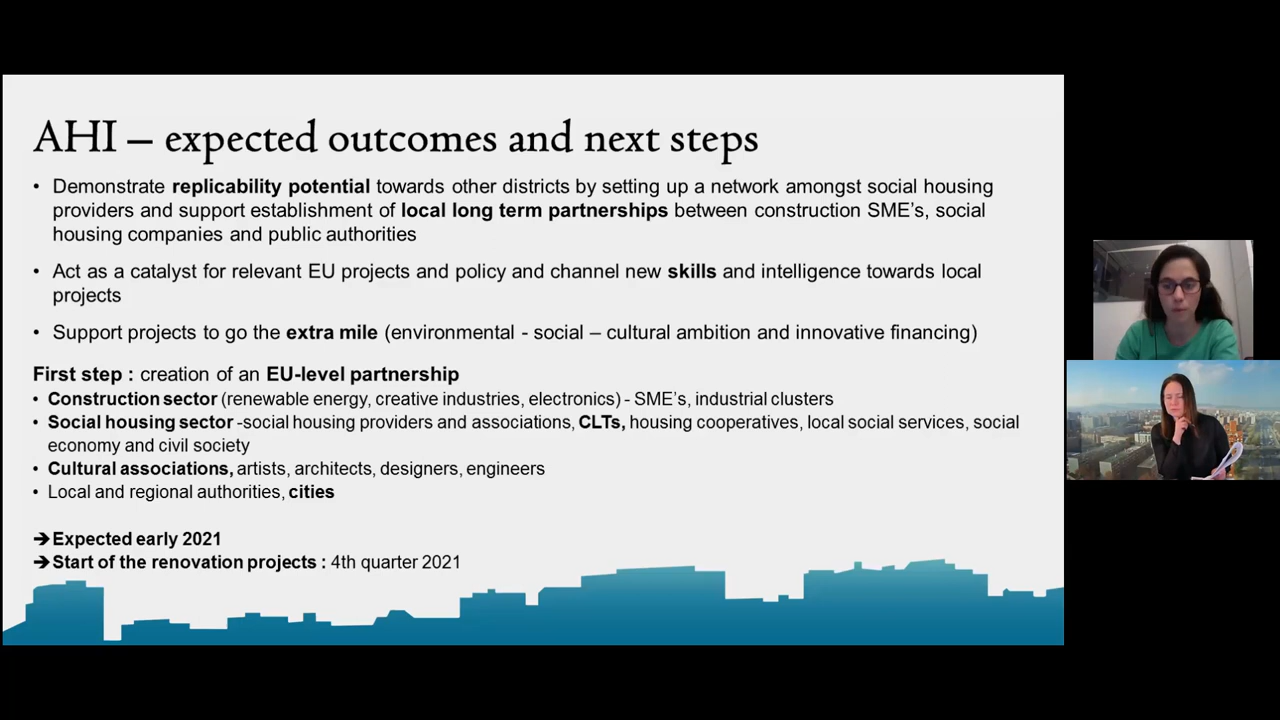 AHI – expected outcomes and next steps
• Demonstrate replicability potential towards other districts by setting up a network amongst social housing
providers and support establishment of local long term partnerships between construction SME's, social
housing companies and public authorities
• Act as a catalyst for relevant EU projects and policy and channel new skills and intelligence towards local
projects
• Support projects to go the extra mile (environmental - social – cultural ambition and innovative financing)
First step : creation of an EU-level partnership
• Construction sector (renewable energy, creative industries, electronics) - SME's, industrial clusters
• Social housing sector -social housing providers and associations, CLTs, housing cooperatives, local social services, social
economy and civil society
• Cultural associations, artists, architects, designers, engineers
• Local and regional authorities, cities
➔Expected early 2021
➔Start of the renovation projects : 4th quarter 2021